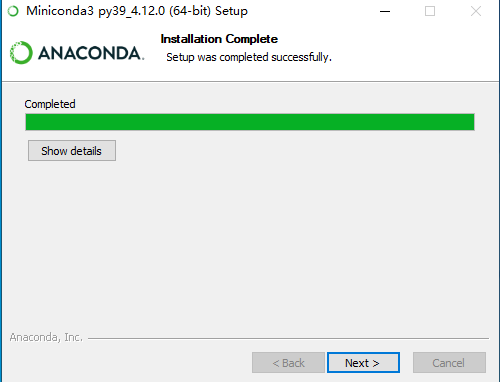 Miniconda3 py39_4.12.0 (64-bit) Setup
ANACONDA.
Installation Complete
Setup was completed successfully.
Completed
Show details
Anaconda, Inc.
< Back
Next >
Cancel